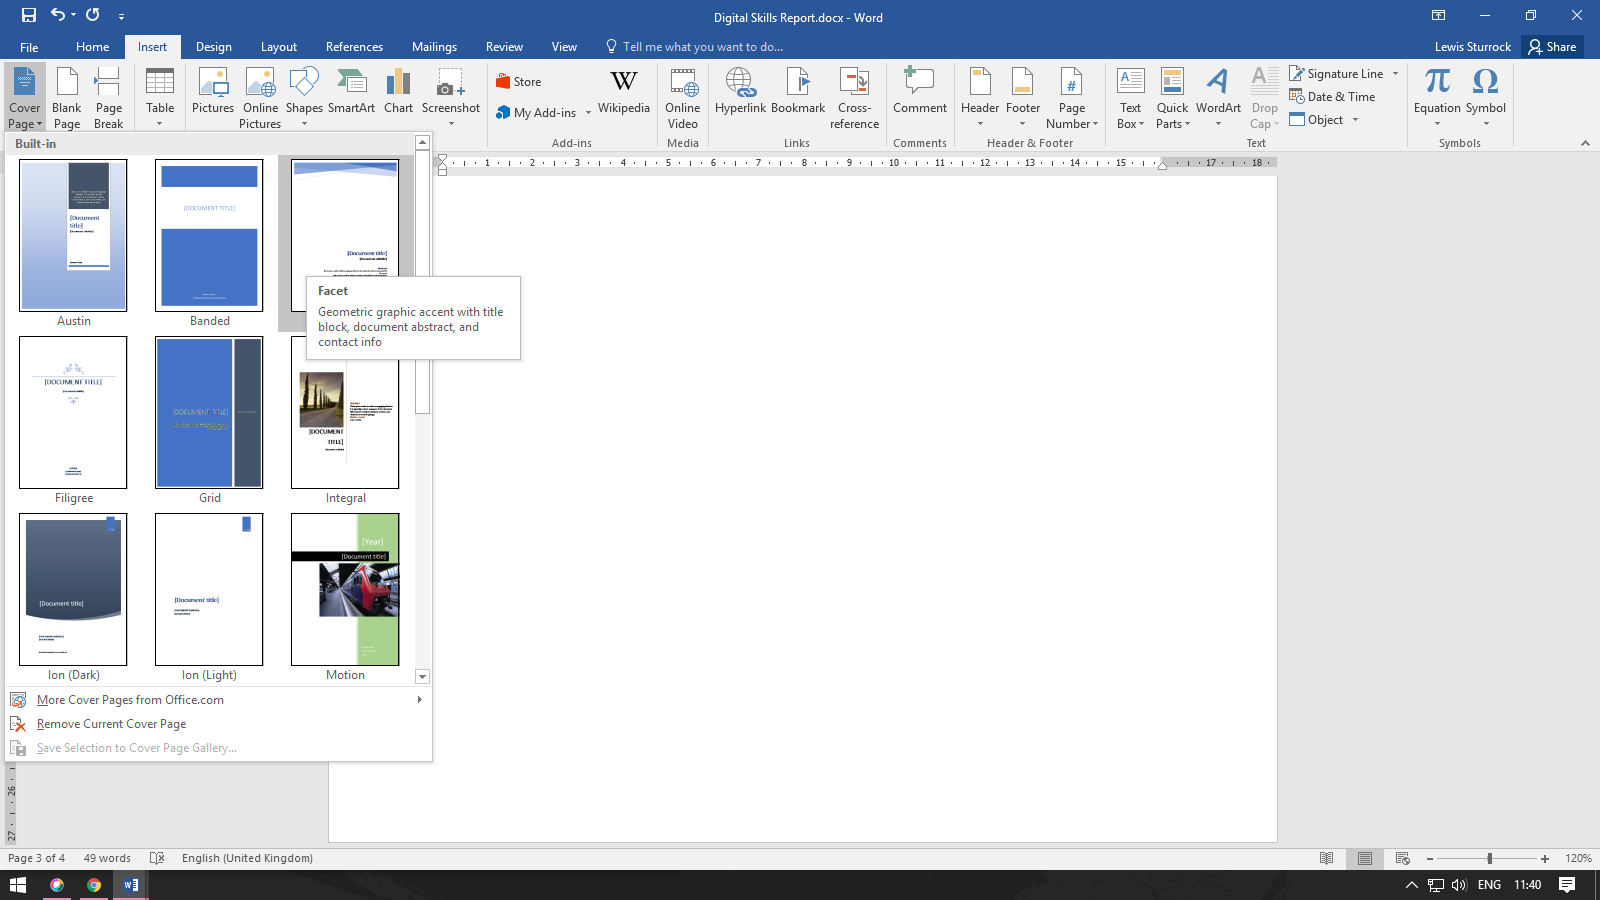 Digital Skills Report.docx - Word
File Home Insert Design Layout References Mailings Review View Tell me what you want to do... Lewis Sturrock Share
Cover Page
Blank Page
Page Break
Table
Pictures
Online Pictures
Shapes
SmartArt
Chart
Screenshot
Store
My Add-ins
Wikipedia
Add-ins
Online Video
Media
Hyperlink
Bookmark
Cross-reference
Links
Comment
Comments
Header
Footer
Page Number
Header & Footer
Text Box
Quick Parts
WordArt
Drop Cap
Signature Line
Date & Time
Object
Text
Equation
Symbol
Symbols
Built-in
1 2 3 4 5 6 7 8 9 10 11 12 13 14 15 17 18
[Document title]
Austin
[DOCUMENT TITLE]
Banded
[Document title]
Facet
Geometric graphic accent with title
block, document abstract, and
contact info
[DOCUMENT TITLE]
Filigree
[DOCUMENT TITLE]
Grid
[DOCUMENT
TITLE]
Integral
[Document title]
Ion (Dark)
[Document title]
Ion (Light)
[Year]
[Document title]
Motion
More Cover Pages from Office.com
Remove Current Cover Page
Save Selection to Cover Page Gallery...
26
27
Page 3 of 4 49 words English (United Kingdom) 120%
ENG 11:40